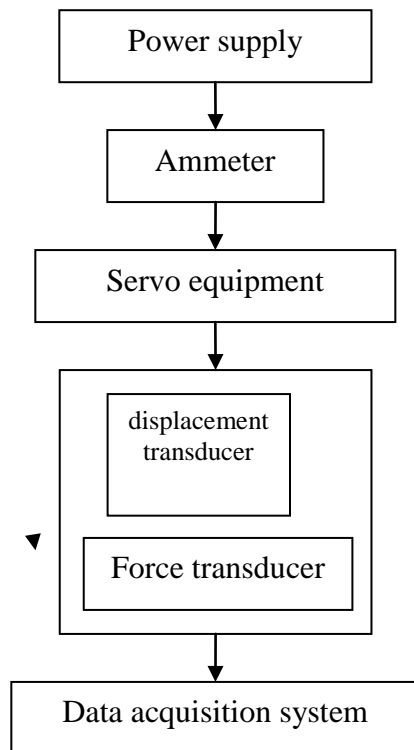 Power supply
Ammeter
Servo equipment
displacement
transducer
Force transducer
Data acquisition system